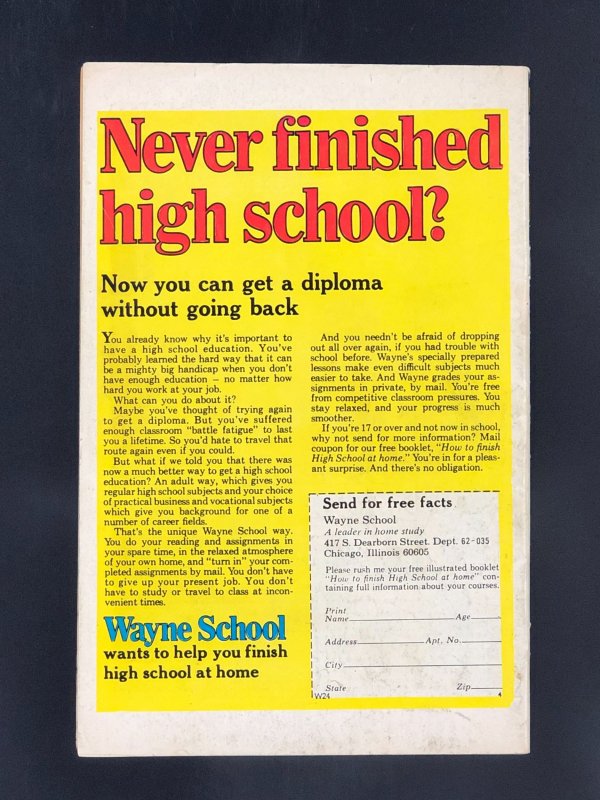 Never finished
high school?
Now you can get a diploma
without going back
You already know why it's important to
have a high school education. You've
probably learned the hard way that it can
be a mighty big handicap when you don't
have enough education — no matter how
hard you work at your job.
What can you do about it?
Maybe you've thought of trying again
to get a diploma. But you've suffered
enough classroom "battle fatigue" to last
you a lifetime. So you'd hate to travel that
route again even if you could.
But what if we told you that there was
now a much better way to get a high school
education? An adult way, which gives you
regular high school subjects and your choice
of practical business and vocational subjects
which give you background for one of a
number of career fields.
That's the unique Wayne School way.
You do your reading and assignments in
your spare time, in the relaxed atmosphere
of your own home, and "turn in" your com-
pleted assignments by mail. You don't have
to give up your present job. You don't
have to study or travel to class at incon-
venient times.
Wayne School
wants to help you finish
high school at home
And you needn't be afraid of dropping
out all over again, if you had trouble with
school before. Wayne's specially prepared
lessons make even difficult subjects much
easier to take. And Wayne grades your as-
signments in private, by mail. You're free
from competitive classroom pressures. You
stay relaxed, and your progress is much
smoother.
If you're 17 or over and not now in school,
why not send for more information? Mail
coupon for our free booklet, "How to finish
High School at home." You're in for a pleas-
ant surprise. And there's no obligation.
Send for free facts
Wayne School
A leader in home study
417 S. Dearborn Street. Dept. 62-035
Chicago, Illinois 60605
Please rush me your free illustrated booklet
"How to finish High School at home" con-
taining full information about your courses.
Print
Name Age
Address Apt. No.
City
State Zip
W24 4